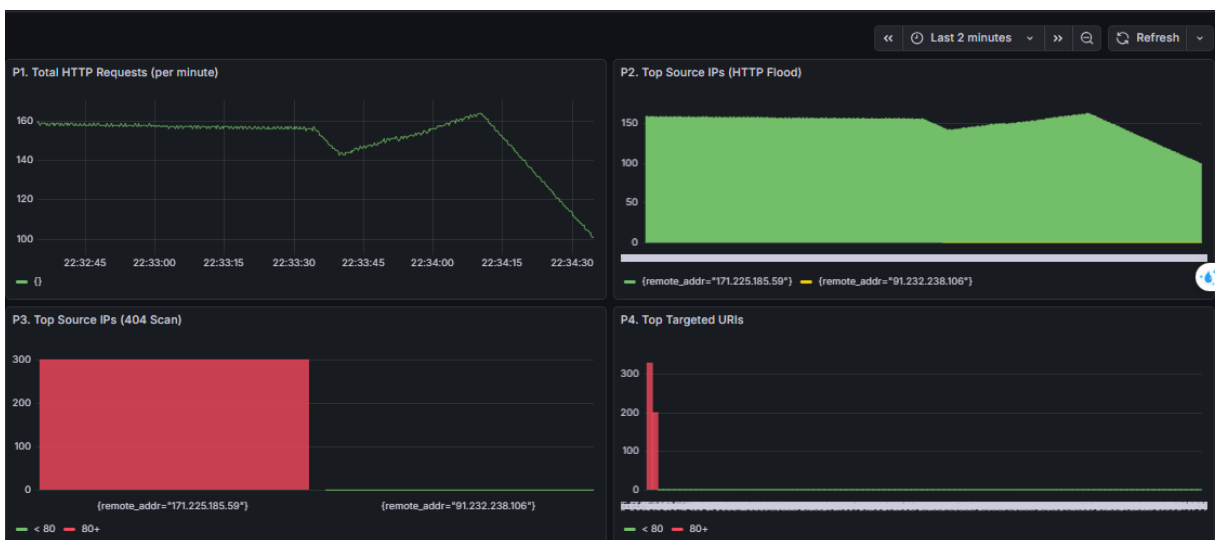 Last 2 minutes Refresh
P1. Total HTTP Requests (per minute)
160
140
120
100
22:32:45 22:33:00 22:33:15 22:33:30 22:33:45 22:34:00 22:34:15 22:34:30
{}
P2. Top Source IPs (HTTP Flood)
150
100
50
0
{remote_addr="171.225.185.59"} {remote_addr="91.232.238.106"}
P3. Top Source IPs (404 Scan)
300
200
100
0
{remote_addr="171.225.185.59"} {remote_addr="91.232.238.106"}
< 80 80+
P4. Top Targeted URIs
300
200
100
0
< 80 80+